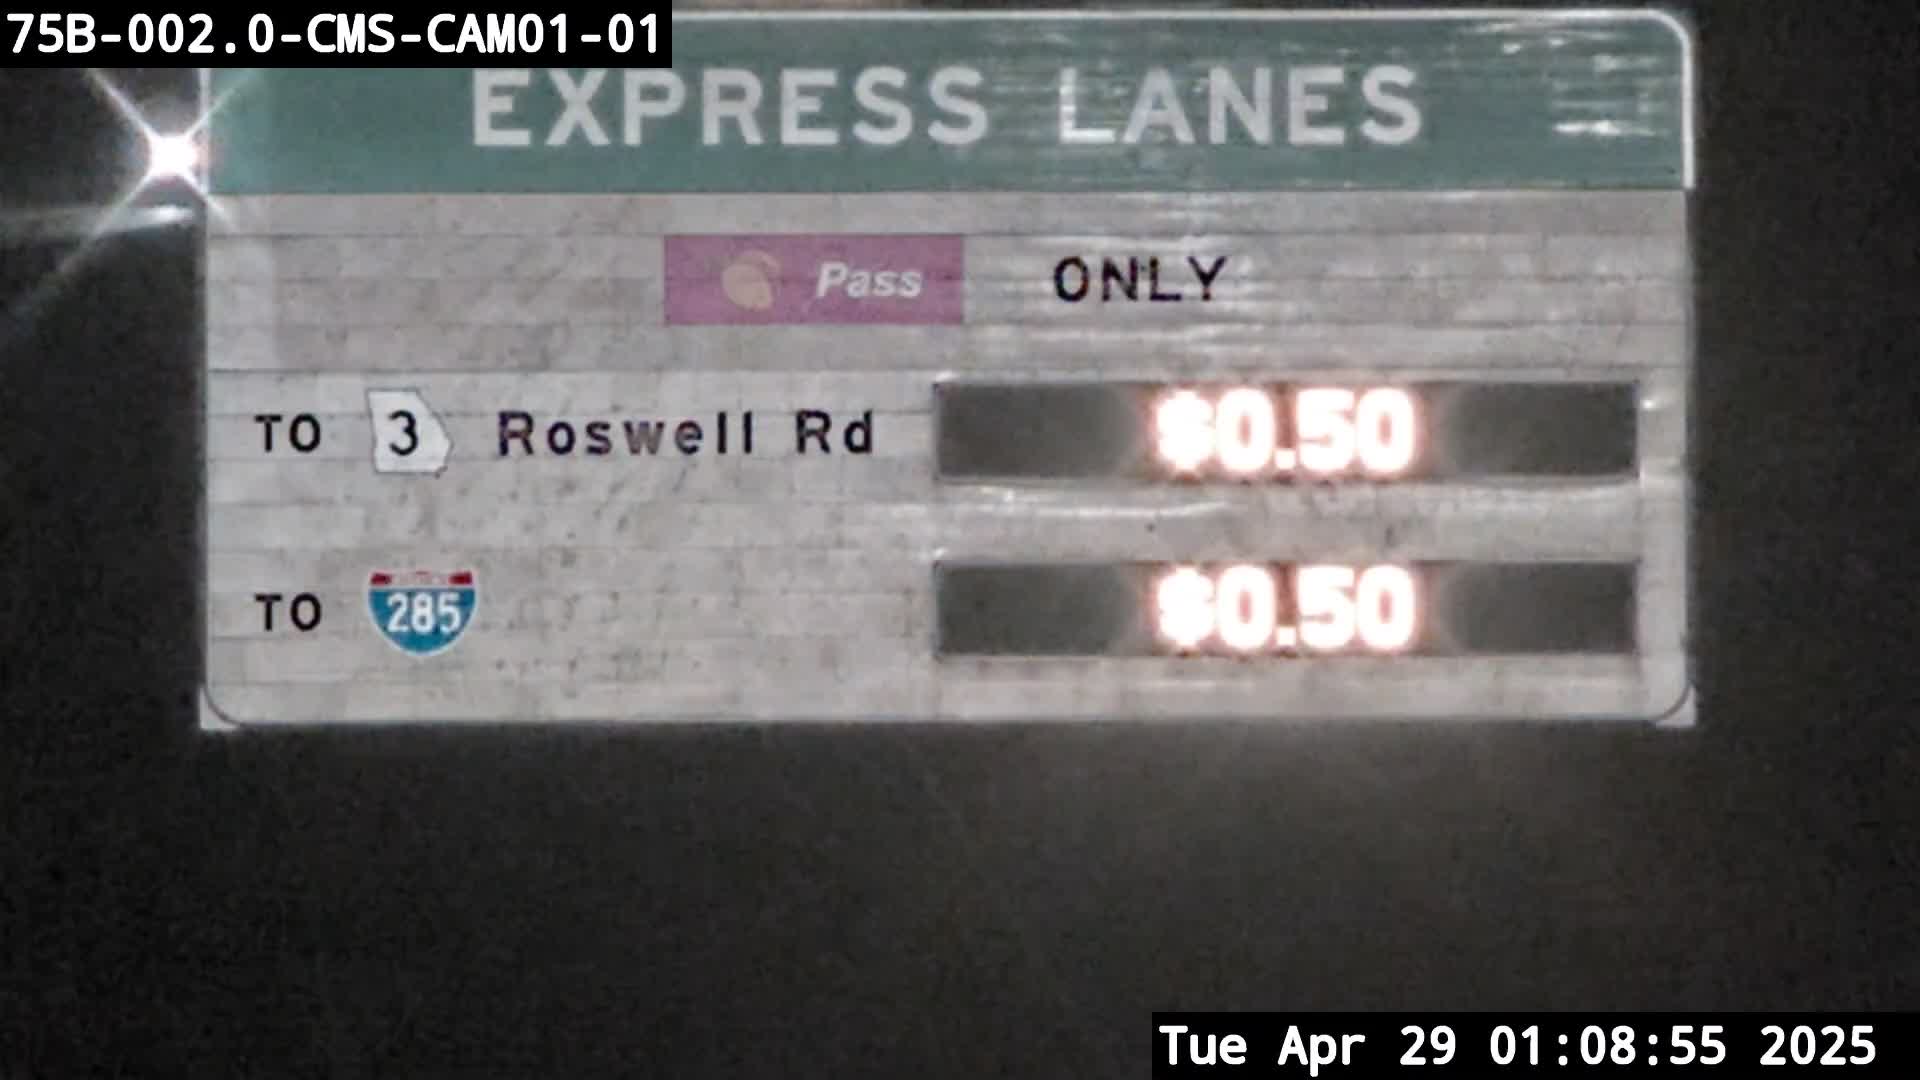 75B-002.0-CMS-CAM01-01
EXPRESS LANES
Pass ONLY
TO 3 Roswell Rd $0.50
TO 285 $0.50
Tue Apr 29 01:08:55 2025